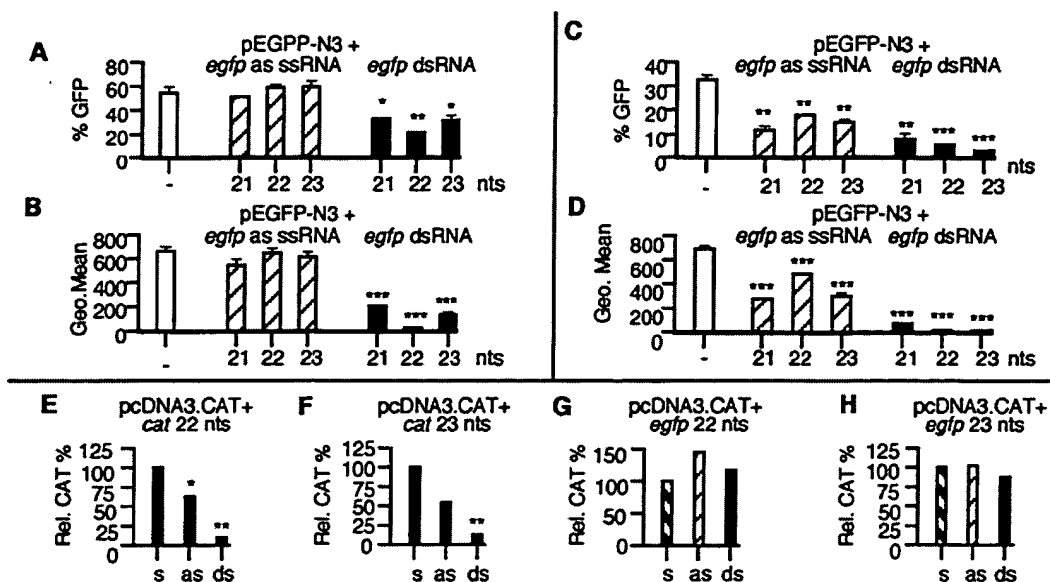 A
pEGPP-N3 +
egfp as ssRNA egfp dsRNA
% GFP
80
60
40
20
0
* ** *
- 21 22 23 21 22 23 nts
B
pEGFP-N3 +
egfp as ssRNA egfp dsRNA
Geo.Mean
800
600
400
200
0
*** *** ***
- 21 22 23 21 22 23 nts
C
pEGFP-N3 +
egfp as ssRNA egfp dsRNA
% GFP
40
30
20
10
0
** ** ** ** *** ***
- 21 22 23 21 22 23 nts
D
pEGFP-N3 +
egfp as ssRNA egfp dsRNA
Geo. Mean
800
600
400
200
0
*** *** *** *** *** ***
- 21 22 23 21 22 23 nts
E
pcDNA3.CAT+
cat 22 nts
Rel. CAT %
125
100
75
50
25
0
* **
s as ds
F
pcDNA3.CAT+
cat 23 nts
Rel. CAT %
125
100
75
50
25
0
**
s as ds
G
pcDNA3.CAT+
egfp 22 nts
Rel. CAT %
150
100
50
0
s as ds
H
pcDNA3.CAT+
egfp 23 nts
Rel. CAT %
125
100
75
50
25
0
s as ds